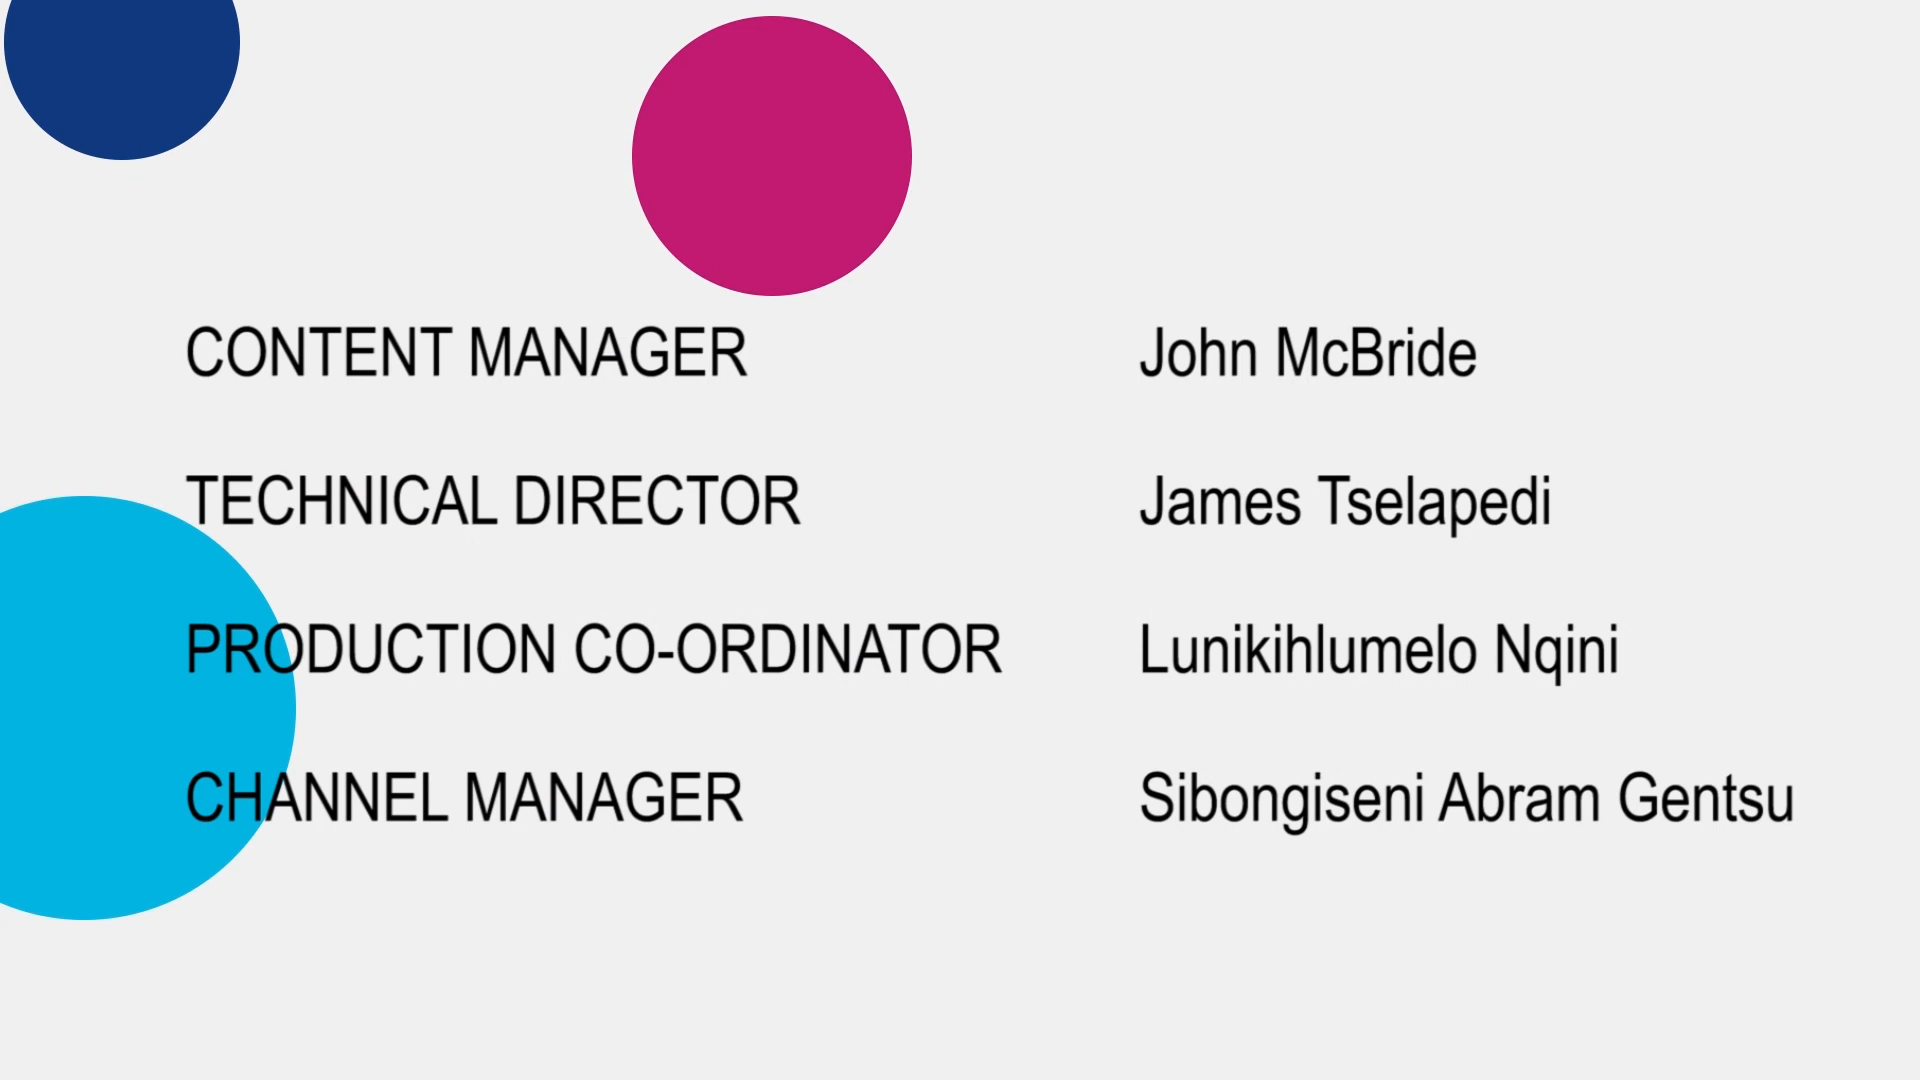 CONTENT MANAGER John McBride
TECHNICAL DIRECTOR James Tselapedi
PRODUCTION CO-ORDINATOR Lunikihlumelo Nqini
CHANNEL MANAGER Sibongiseni Abram Gentsu